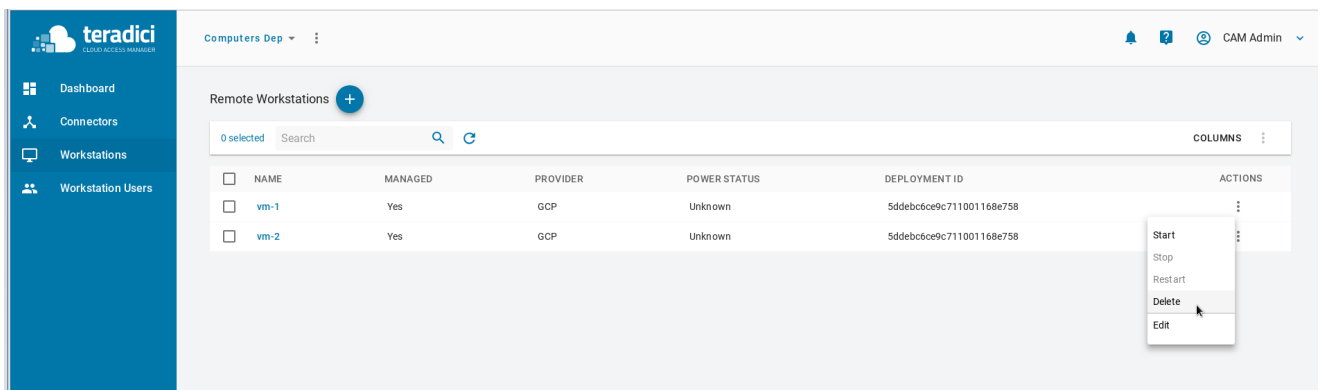 teradici
CLOUD ACCESS MANAGER
Computers Dep
? CAM Admin
Dashboard
Connectors
Workstations
Workstation Users
Remote Workstations +
0 selected Search COLUMNS
NAME MANAGED PROVIDER POWER STATUS DEPLOYMENT ID ACTIONS
vm-1 Yes GCP Unknown 5ddebc6ce9c711001168e758
vm-2 Yes GCP Unknown 5ddebc6ce9c711001168e758
Start
Stop
Restart
Delete
Edit